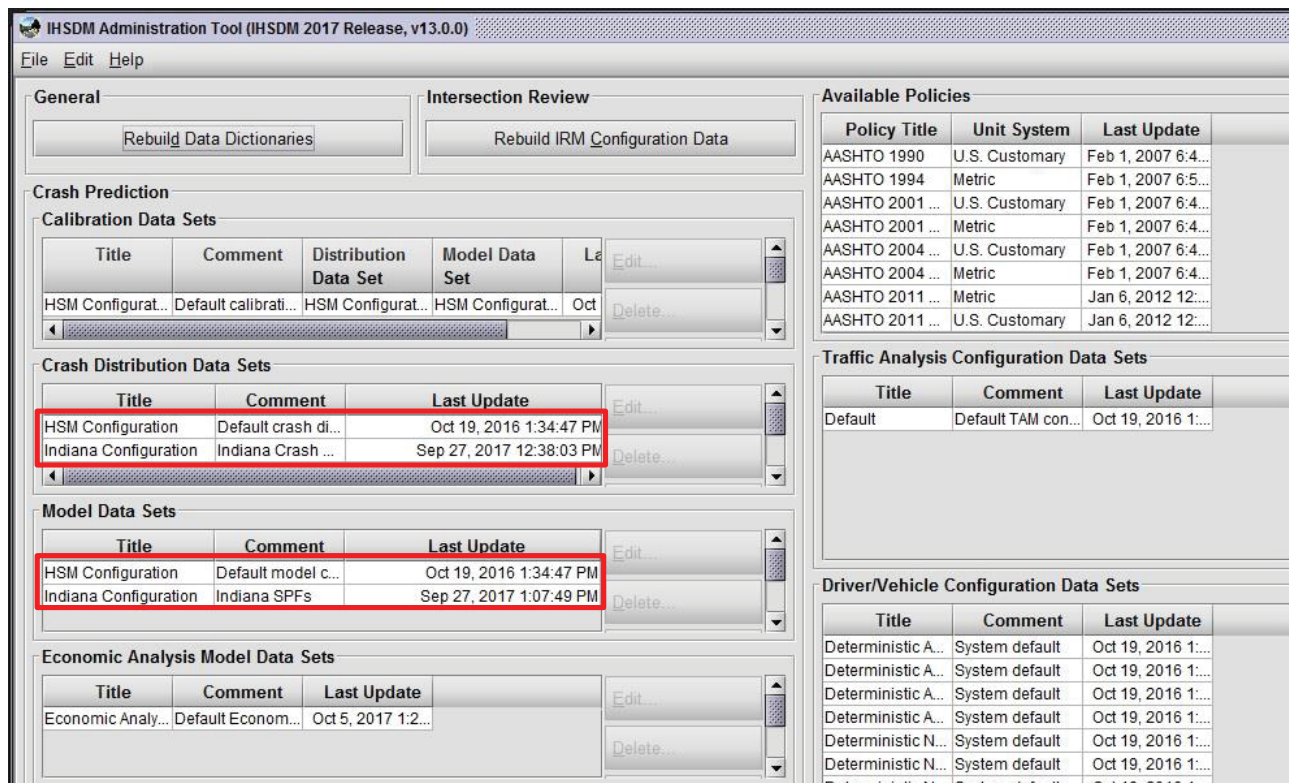 IHSDM Administration Tool (IHSDM 2017 Release, v13.0.0)
File Edit Help
General
Rebuild Data Dictionaries
Intersection Review
Rebuild IRM Configuration Data
Crash Prediction
Calibration Data Sets
Title Comment Distribution Data Set Model Data Set La
HSM Configurat... Default calibrati... HSM Configurat... HSM Configurat... Oct
Edit...
Delete...
Crash Distribution Data Sets
Title Comment Last Update
HSM Configuration Default crash di... Oct 19, 2016 1:34:47 PM
Indiana Configuration Indiana Crash ... Sep 27, 2017 12:38:03 PM
Edit...
Delete...
Model Data Sets
Title Comment Last Update
HSM Configuration Default model c... Oct 19, 2016 1:34:47 PM
Indiana Configuration Indiana SPFs Sep 27, 2017 1:07:49 PM
Edit...
Delete...
Economic Analysis Model Data Sets
Title Comment Last Update
Economic Analy... Default Econom... Oct 5, 2017 1:2...
Edit...
Delete...
Available Policies
Policy Title Unit System Last Update
AASHTO 1990 U.S. Customary Feb 1, 2007 6:4...
AASHTO 1994 Metric Feb 1, 2007 6:5...
AASHTO 2001 ... U.S. Customary Feb 1, 2007 6:4...
AASHTO 2001 ... Metric Feb 1, 2007 6:4...
AASHTO 2004 ... U.S. Customary Feb 1, 2007 6:4...
AASHTO 2004 ... Metric Feb 1, 2007 6:4...
AASHTO 2011 ... Metric Jan 6, 2012 12:...
AASHTO 2011 ... U.S. Customary Jan 6, 2012 12:...
Traffic Analysis Configuration Data Sets
Title Comment Last Update
Default Default TAM con... Oct 19, 2016 1:...
Driver/Vehicle Configuration Data Sets
Title Comment Last Update
Deterministic A... System default Oct 19, 2016 1:...
Deterministic A... System default Oct 19, 2016 1:...
Deterministic A... System default Oct 19, 2016 1:...
Deterministic A... System default Oct 19, 2016 1:...
Deterministic N... System default Oct 19, 2016 1:...
Deterministic N... System default Oct 19, 2016 1:...